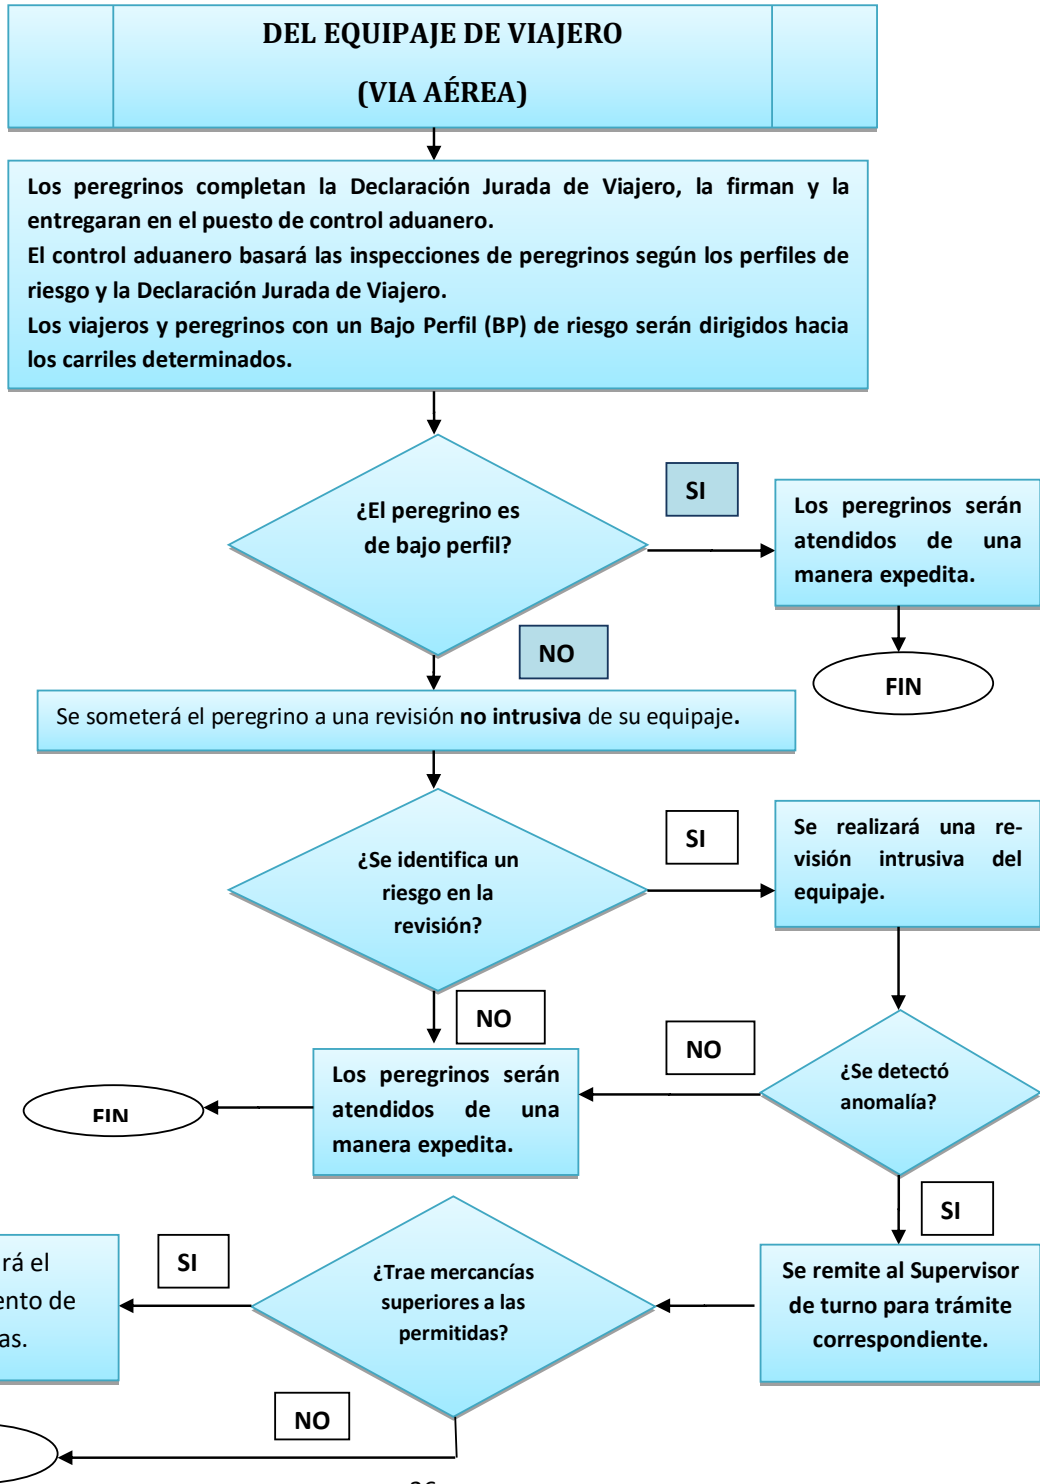 DEL EQUIPAJE DE VIAJERO
(VIA AÉREA)
Los peregrinos completan la Declaración Jurada de Viajero, la firman y la
entregaran en el puesto de control aduanero.
El control aduanero basará las inspecciones de peregrinos según los perfiles de
riesgo y la Declaración Jurada de Viajero.
Los viajeros y peregrinos con un Bajo Perfil (BP) de riesgo serán dirigidos hacia
los carriles determinados.
¿El peregrino es
de bajo perfil?
SI
Los peregrinos serán
atendidos de una
manera expedita.
FIN
NO
Se someterá el peregrino a una revisión no intrusiva de su equipaje.
¿Se identifica un
riesgo en la
revisión?
SI
Se realizará una re-
visión intrusiva del
equipaje.
NO
NO
¿Se detectó
anomalía?
Los peregrinos serán
atendidos de una
manera expedita.
FIN
SI
Se remite al Supervisor
de turno para trámite
correspondiente.
¿Trae mercancías
superiores a las
permitidas?
SI
rá el
ento de
as.
NO